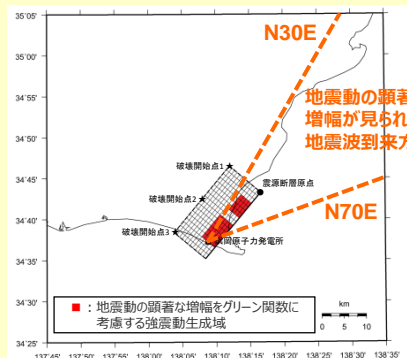 35˚05'
35˚00'
34˚55'
34˚50'
34˚45'
34˚40'
34˚35'
34˚30'
34˚25'
N30E
地震動の顕著
増幅が見られ
地震波到来方
破壊開始点1
震源断層原点
破壊開始点2
N70E
破壊開始点3
岡原子力発電所
■:地震動の顕著な増幅をグリーン関数に
考慮する強震動生成域
km
0 5 10
137˚45' 137˚50' 137˚55' 138˚00' 138˚05' 138˚10' 138˚15' 138˚20' 138˚25' 138˚30' 138˚35'